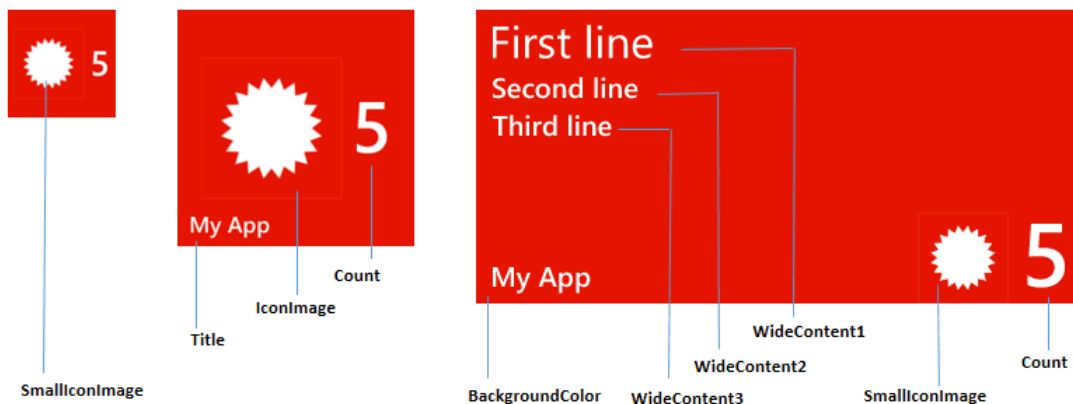 5
SmallIconImage
5
My App
Count
IconImage
Title
First line
Second line
Third line
5
My App
WideContent1
WideContent2
Count
BackgroundColor
WideContent3
SmallIconImage